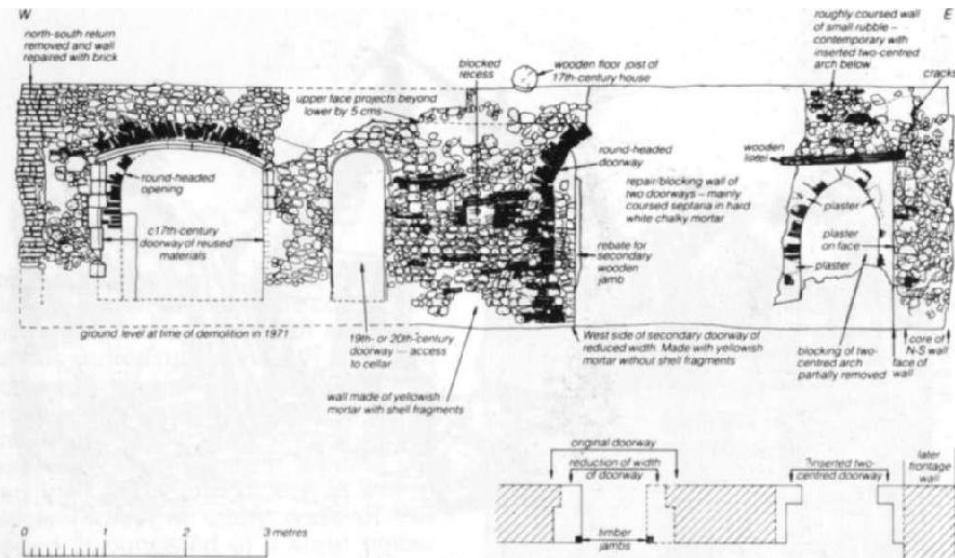 W
E
north-south return
removed and wall
repaired with brick
blocked
recess
wooden floor joist of
17th-century house
roughly coursed wall
of small rubble –
contemporary with
inserted two-centred
arch below
cracks
upper face projects beyond
lower by 5 cms
round-headed
opening
c17th-century
doorway of reused
materials
round-headed
doorway
repair/blocking wall of
two doorways – mainly
coursed septaria in hard
white chalky mortar
wooden
lintel
plaster
plaster
on face
plaster
rebate for
secondary
wooden
jamb
ground level at time of demolition in 1971
19th- or 20th-century
doorway — access
to cellar
West side of secondary doorway of
reduced width. Made with yellowish
mortar without shell fragments
blocking of two-
centred arch
partially removed
core of
N-S wall
face of
wall
wall made of yellowish
mortar with shell fragments
original doorway
reduction of width
of doorway
?inserted two-
centred doorway
later
frontage
wall
timber
jambs
0 1 2 3 metres